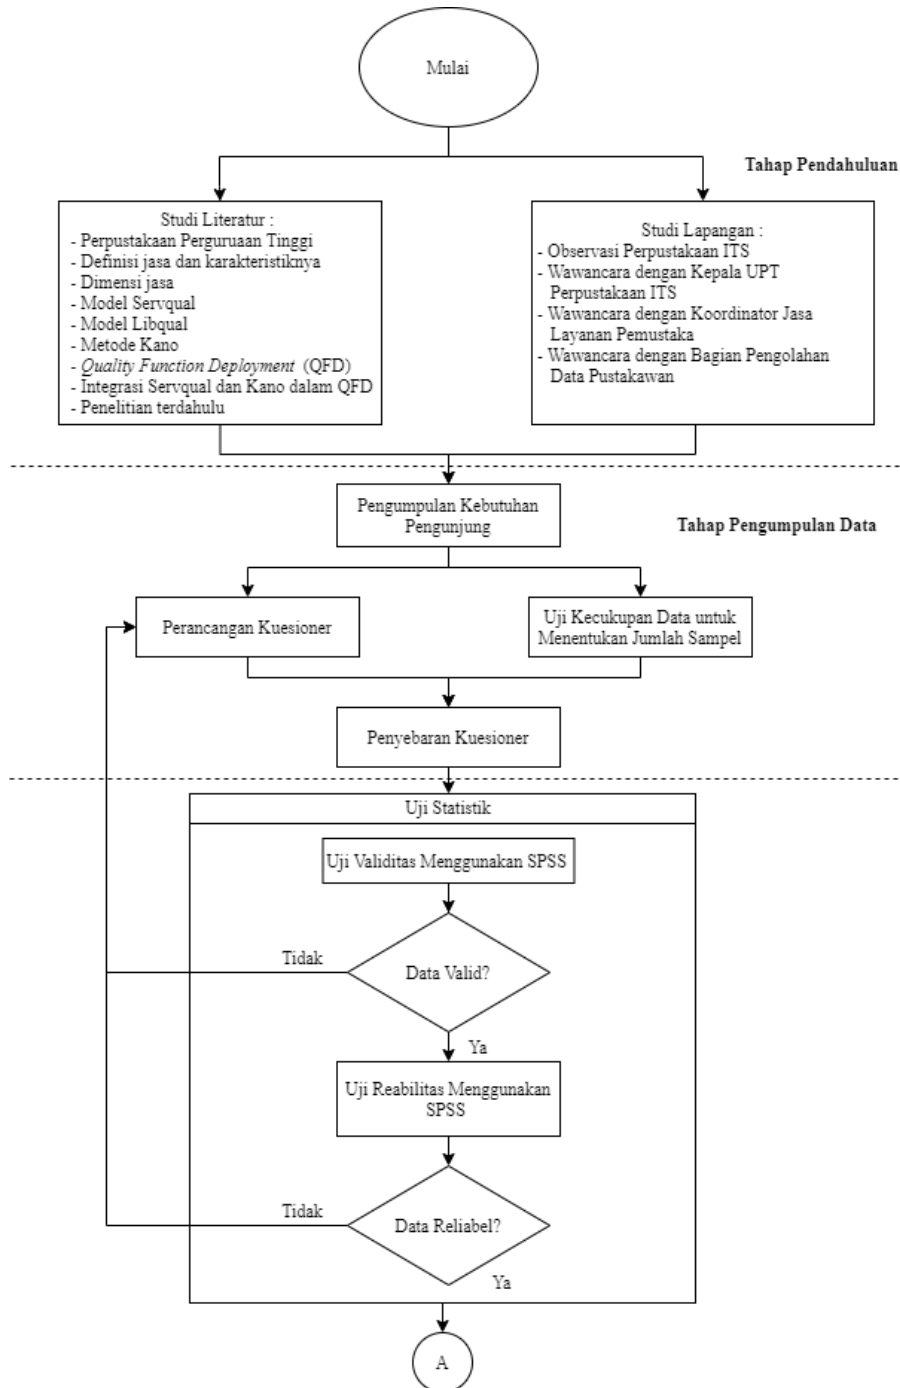 Mulai
Tahap Pendahuluan
Studi Literatur :
- Perpustakaan Perguruaan Tinggi
- Definisi jasa dan karakteristiknya
- Dimensi jasa
- Model Servqual
- Model Libqual
- Metode Kano
- Quality Function Deployment (QFD)
- Integrasi Servqual dan Kano dalam QFD
- Penelitian terdahulu
Studi Lapangan :
- Observasi Perpustakaan ITS
- Wawancara dengan Kepala UPT
Perpustakaan ITS
- Wawancara dengan Koordinator Jasa
Layanan Pemustaka
- Wawancara dengan Bagian Pengolahan
Data Pustakawan
Pengumpulan Kebutuhan
Pengunjung
Tahap Pengumpulan Data
Perancangan Kuesioner
Uji Kecukupan Data untuk
Menentukan Jumlah Sampel
Penyebaran Kuesioner
Uji Statistik
Uji Validitas Menggunakan SPSS
Tidak
Data Valid?
Ya
Uji Reabilitas Menggunakan
SPSS
Tidak
Data Reliabel?
Ya
A